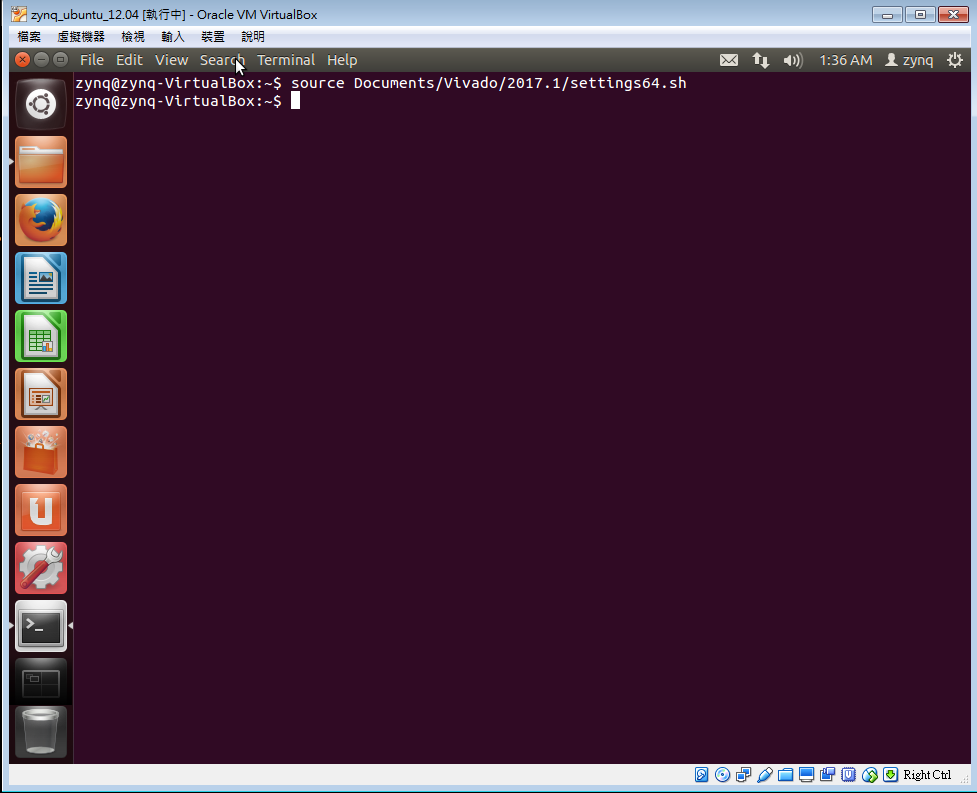 zynq_ubuntu_12.04 [執行中] - Oracle VM VirtualBox
檔案 虛擬機器 檢視 輸入 裝置 說明
File Edit View Search Terminal Help 1:36 AM zynq
zynq@zynq-VirtualBox:~$ source Documents/Vivado/2017.1/settings64.sh
zynq@zynq-VirtualBox:~$
Right Ctrl